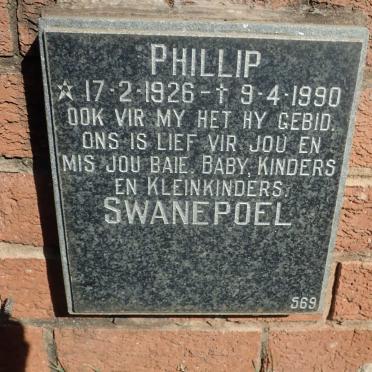 PHILLIP
☆ 17-2-1926 - † 9-4-1990
OOK VIR MY HET HY GEBID.
ONS IS LIEF VIR JOU EN
MIS JOU BAIE. BABY, KINDERS
EN KLEINKINDERS.
SWANEPOEL
569